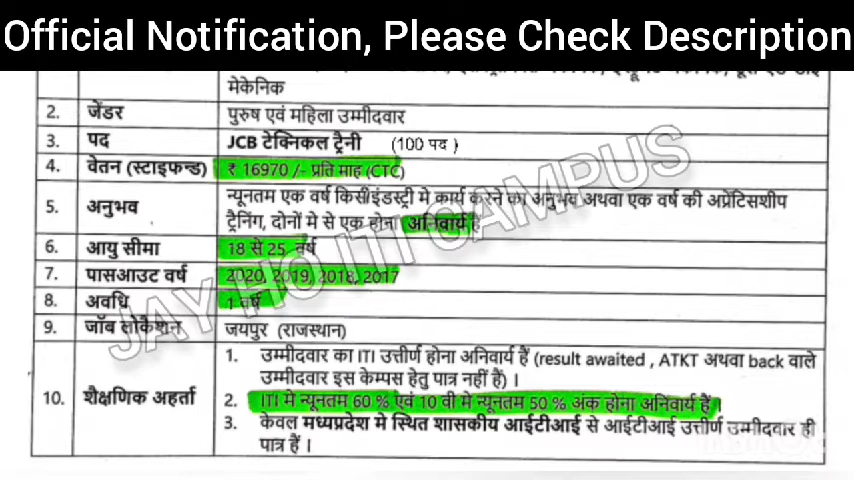 Official Notification, Please Check Description
मेकेनिक
2. जेंडर पुरुष एवं महिला उम्मीदवार
3. पद JCB टेक्निकल ट्रैनी (100 पद )
4. वेतन (स्टाइफन्ड) ₹ 16970 /- प्रति माह (CTC)
न्यूनतम एक वर्ष किसीइंडस्ट्री मे कार्य करने का अनुभव अथवा एक वर्ष की अप्रेंटिसशीप
5. अनुभव
ट्रैनिंग, दोनों मे से एक होना अनिवार्य है
6. आयु सीमा 18 से 25 वर्ष
7. पासआउट वर्ष 2020, 2019, 2018, 2017
8. अवधि 1 वर्ष
9. जॉब लोकेशन जयपुर (राजस्थान)
1. उम्मीदवार का ITI उत्तीर्ण होना अनिवार्य हैं (result awaited , ATKT अथवा back वाले
उम्मीदवार इस केम्पस हेतु पात्र नहीं हैं) ।
10. शैक्षणिक अहर्ता 2. ITI मे न्यूनतम 60 % एवं 10 वी मे न्यूनतम 50 % अंक होना अनिवार्य हैं ।
3. केवल मध्यप्रदेश मे स्थित शासकीय आईटीआई से आईटीआई उत्तीर्ण उम्मीदवार ही
पात्र हैं ।
JAY HO ITI CAMPUS